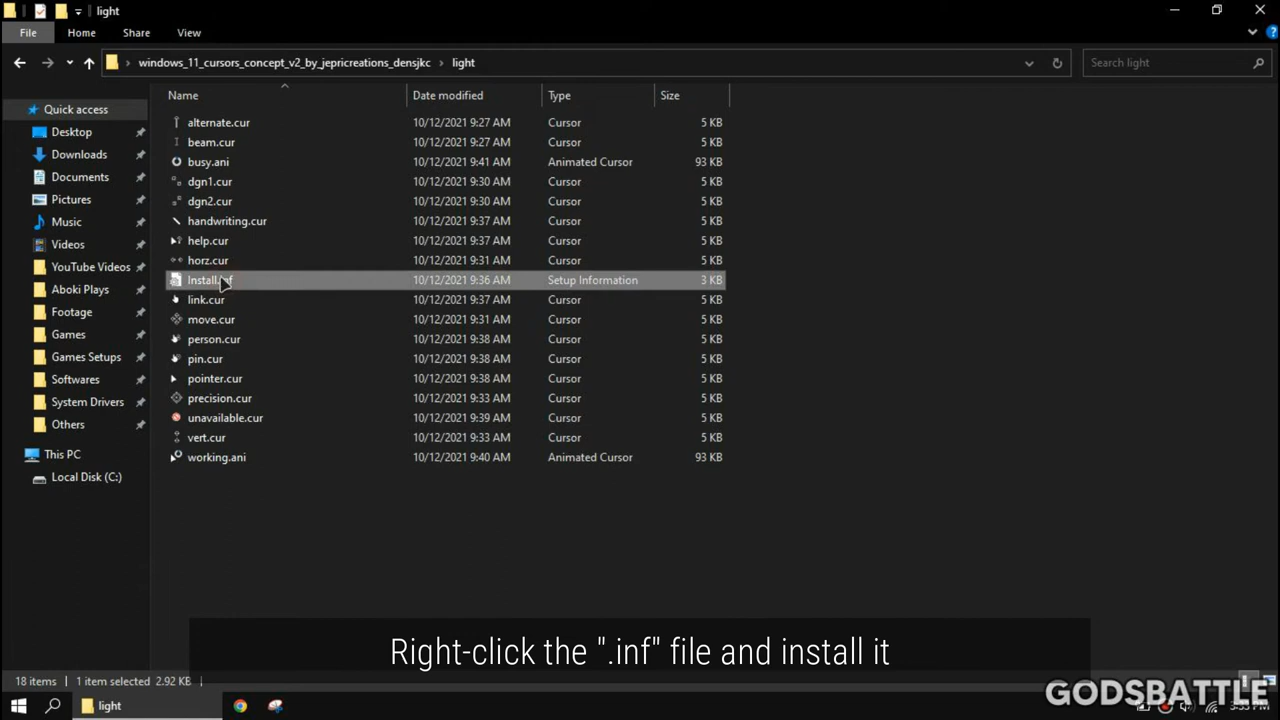 light
File Home Share View
windows_11_cursors_concept_v2_by_jepricreations_densjkc light Search light
Name Date modified Type Size
Quick access
Desktop
Downloads
Documents
Pictures
Music
Videos
YouTube Videos
Aboki Plays
Footage
Games
Games Setups
Softwares
System Drivers
Others
This PC
Local Disk (C:)
alternate.cur 10/12/2021 9:27 AM Cursor 5 KB
beam.cur 10/12/2021 9:27 AM Cursor 5 KB
busy.ani 10/12/2021 9:41 AM Animated Cursor 93 KB
dgn1.cur 10/12/2021 9:30 AM Cursor 5 KB
dgn2.cur 10/12/2021 9:30 AM Cursor 5 KB
handwriting.cur 10/12/2021 9:37 AM Cursor 5 KB
help.cur 10/12/2021 9:37 AM Cursor 5 KB
horz.cur 10/12/2021 9:31 AM Cursor 5 KB
Install.inf 10/12/2021 9:36 AM Setup Information 3 KB
link.cur 10/12/2021 9:37 AM Cursor 5 KB
move.cur 10/12/2021 9:31 AM Cursor 5 KB
person.cur 10/12/2021 9:38 AM Cursor 5 KB
pin.cur 10/12/2021 9:38 AM Cursor 5 KB
pointer.cur 10/12/2021 9:38 AM Cursor 5 KB
precision.cur 10/12/2021 9:33 AM Cursor 5 KB
unavailable.cur 10/12/2021 9:39 AM Cursor 5 KB
vert.cur 10/12/2021 9:33 AM Cursor 5 KB
working.ani 10/12/2021 9:40 AM Animated Cursor 93 KB
Right-click the ".inf" file and install it
18 items 1 item selected 2.92 KB
GODSBATTLE
light